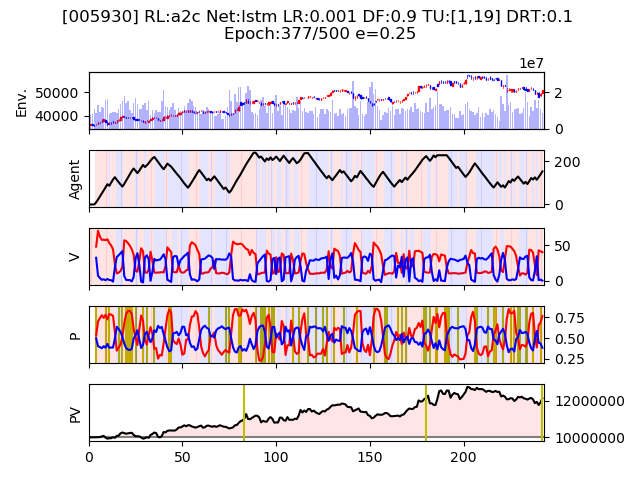 [005930] RL:a2c Net:lstm LR:0.001 DF:0.9 TU:[1,19] DRT:0.1
Epoch:377/500 e=0.25
1e7
Env.
50000
40000
2
0
Agent
200
0
V
50
0
P
0.75
0.50
0.25
PV
12000000
10000000
0
50
100
150
200